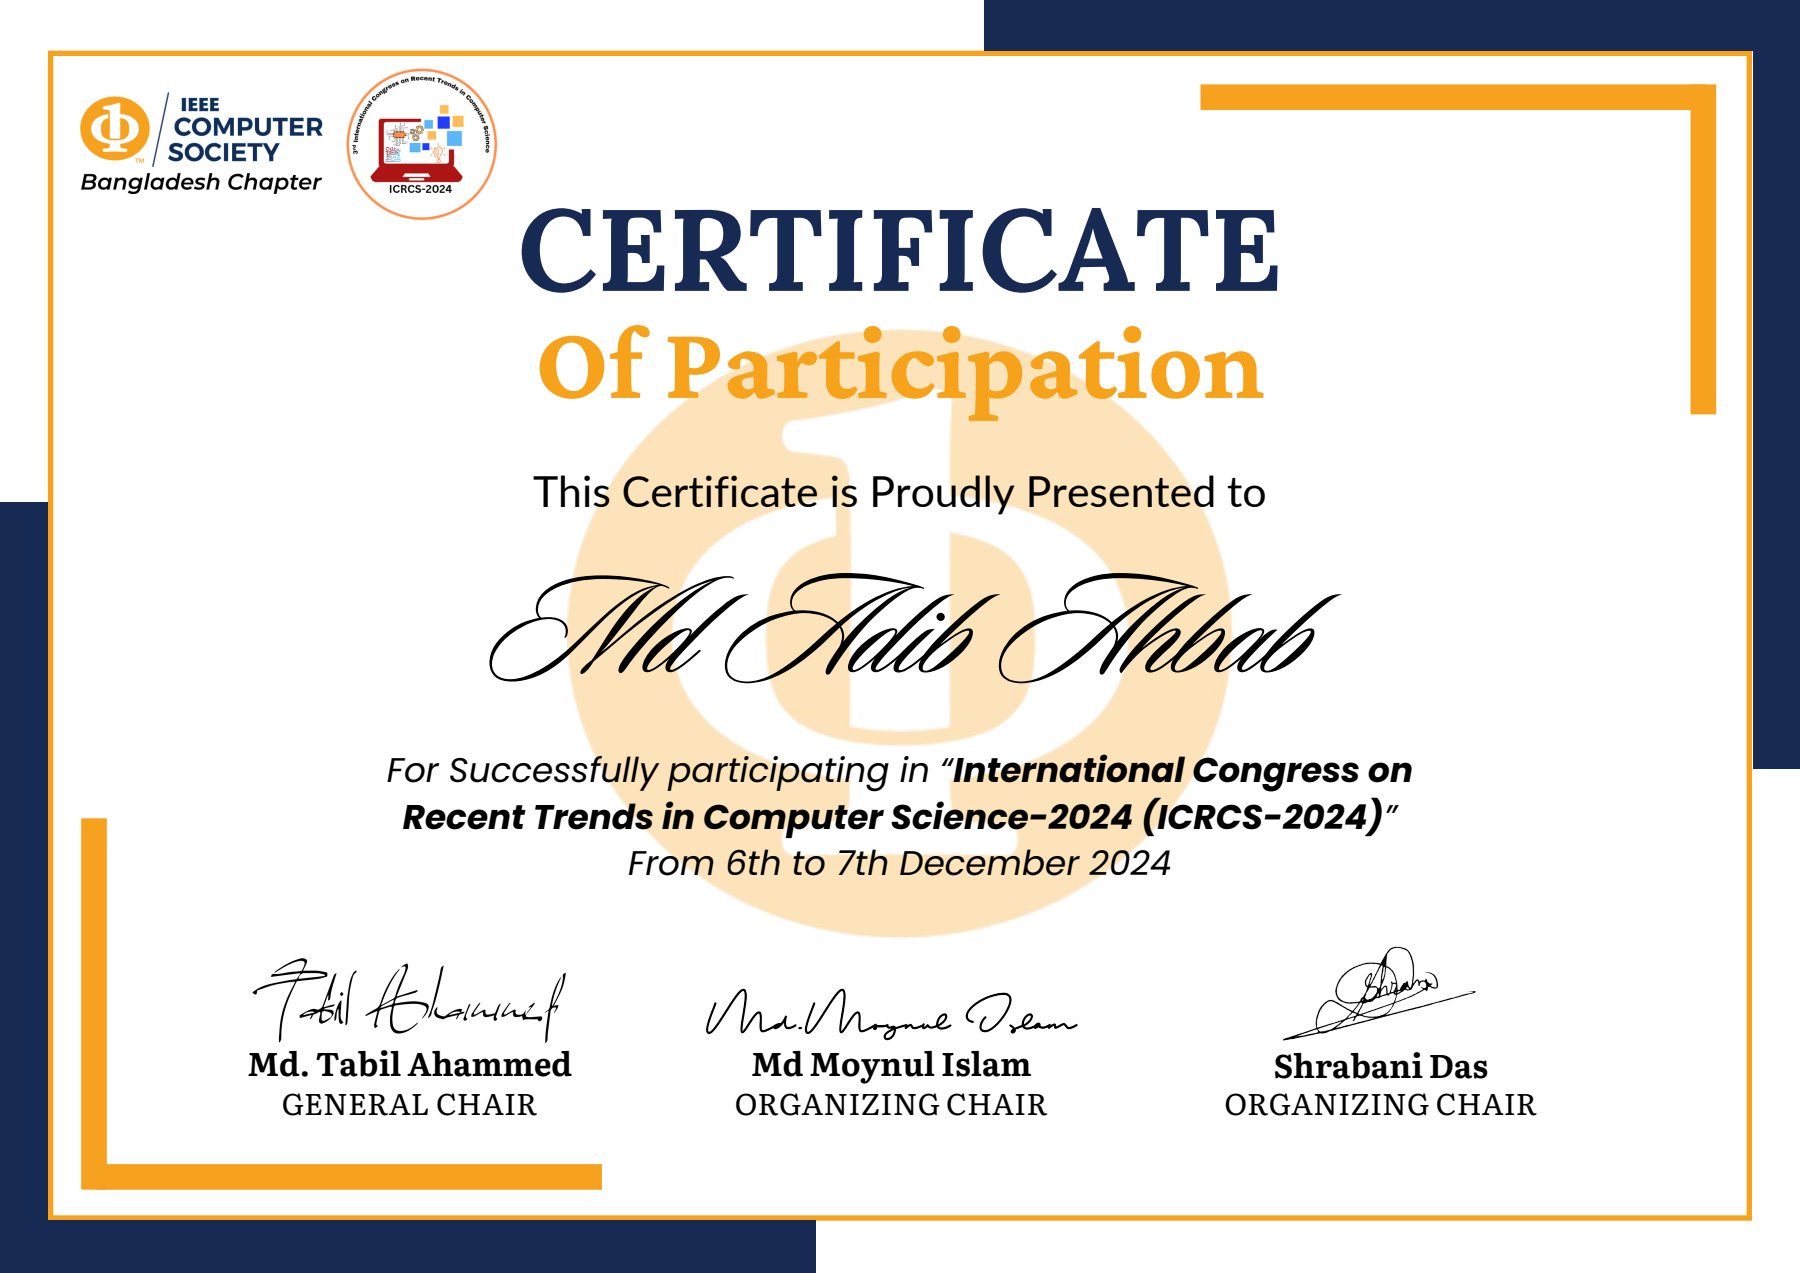 IEEE
COMPUTER
SOCIETY
TM
Bangladesh Chapter
3rd International Congress on Recent Trends in Computer Science
ICRCS-2024
CERTIFICATE
Of Participation
This Certificate is Proudly Presented to
Md Adib Ahbab
For Successfully participating in “International Congress on
Recent Trends in Computer Science-2024 (ICRCS-2024)”
From 6th to 7th December 2024
Tabil Ahammed
Md. Moynul Islam
Shrabani
Md. Tabil Ahammed
Md Moynul Islam
Shrabani Das
GENERAL CHAIR
ORGANIZING CHAIR
ORGANIZING CHAIR